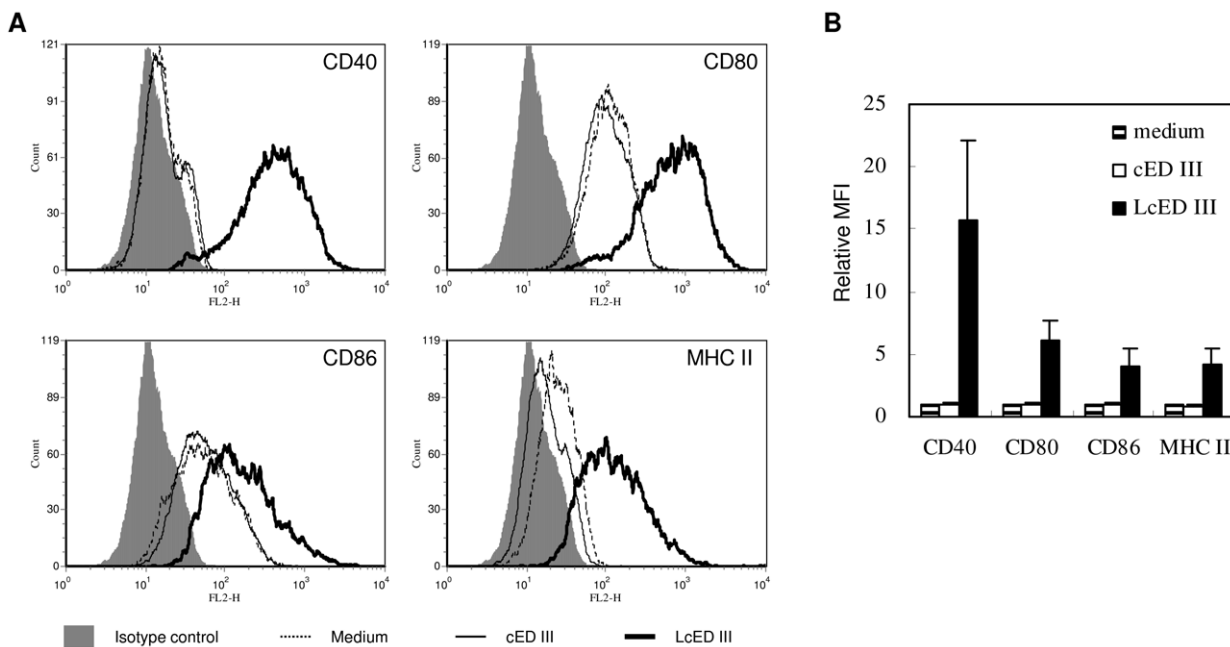 A
B
CD40
121
91
61
30
0
Count
10^0 10^1 10^2 10^3 10^4
FL2-H
CD80
119
89
60
30
0
Count
10^0 10^1 10^2 10^3 10^4
FL2-H
CD86
119
89
60
30
0
Count
10^0 10^1 10^2 10^3 10^4
FL2-H
MHC II
119
89
60
30
0
Count
10^0 10^1 10^2 10^3 10^4
FL2-H
Isotype control Medium cED III LcED III
25
20
15
10
5
0
Relative MFI
medium
cED III
LcED III
CD40 CD80 CD86 MHC II